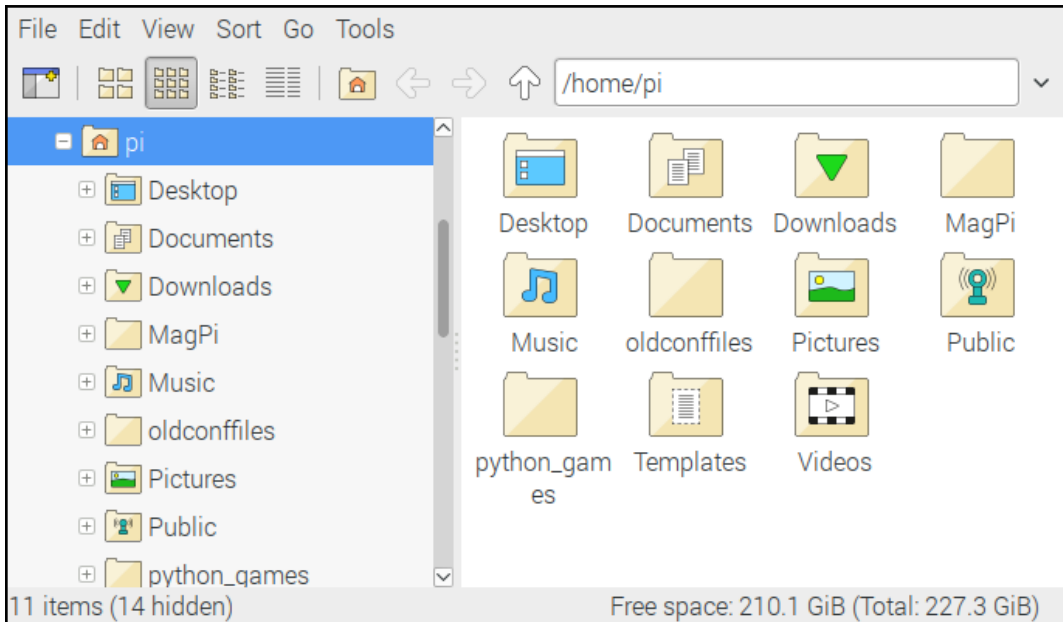 File Edit View Sort Go Tools
/home/pi
pi
Desktop
Documents
Downloads
MagPi
Music
oldconffiles
Pictures
Public
python_games
Desktop Documents Downloads MagPi
Music oldconffiles Pictures Public
python_gam Templates Videos
es
11 items (14 hidden) Free space: 210.1 GiB (Total: 227.3 GiB)